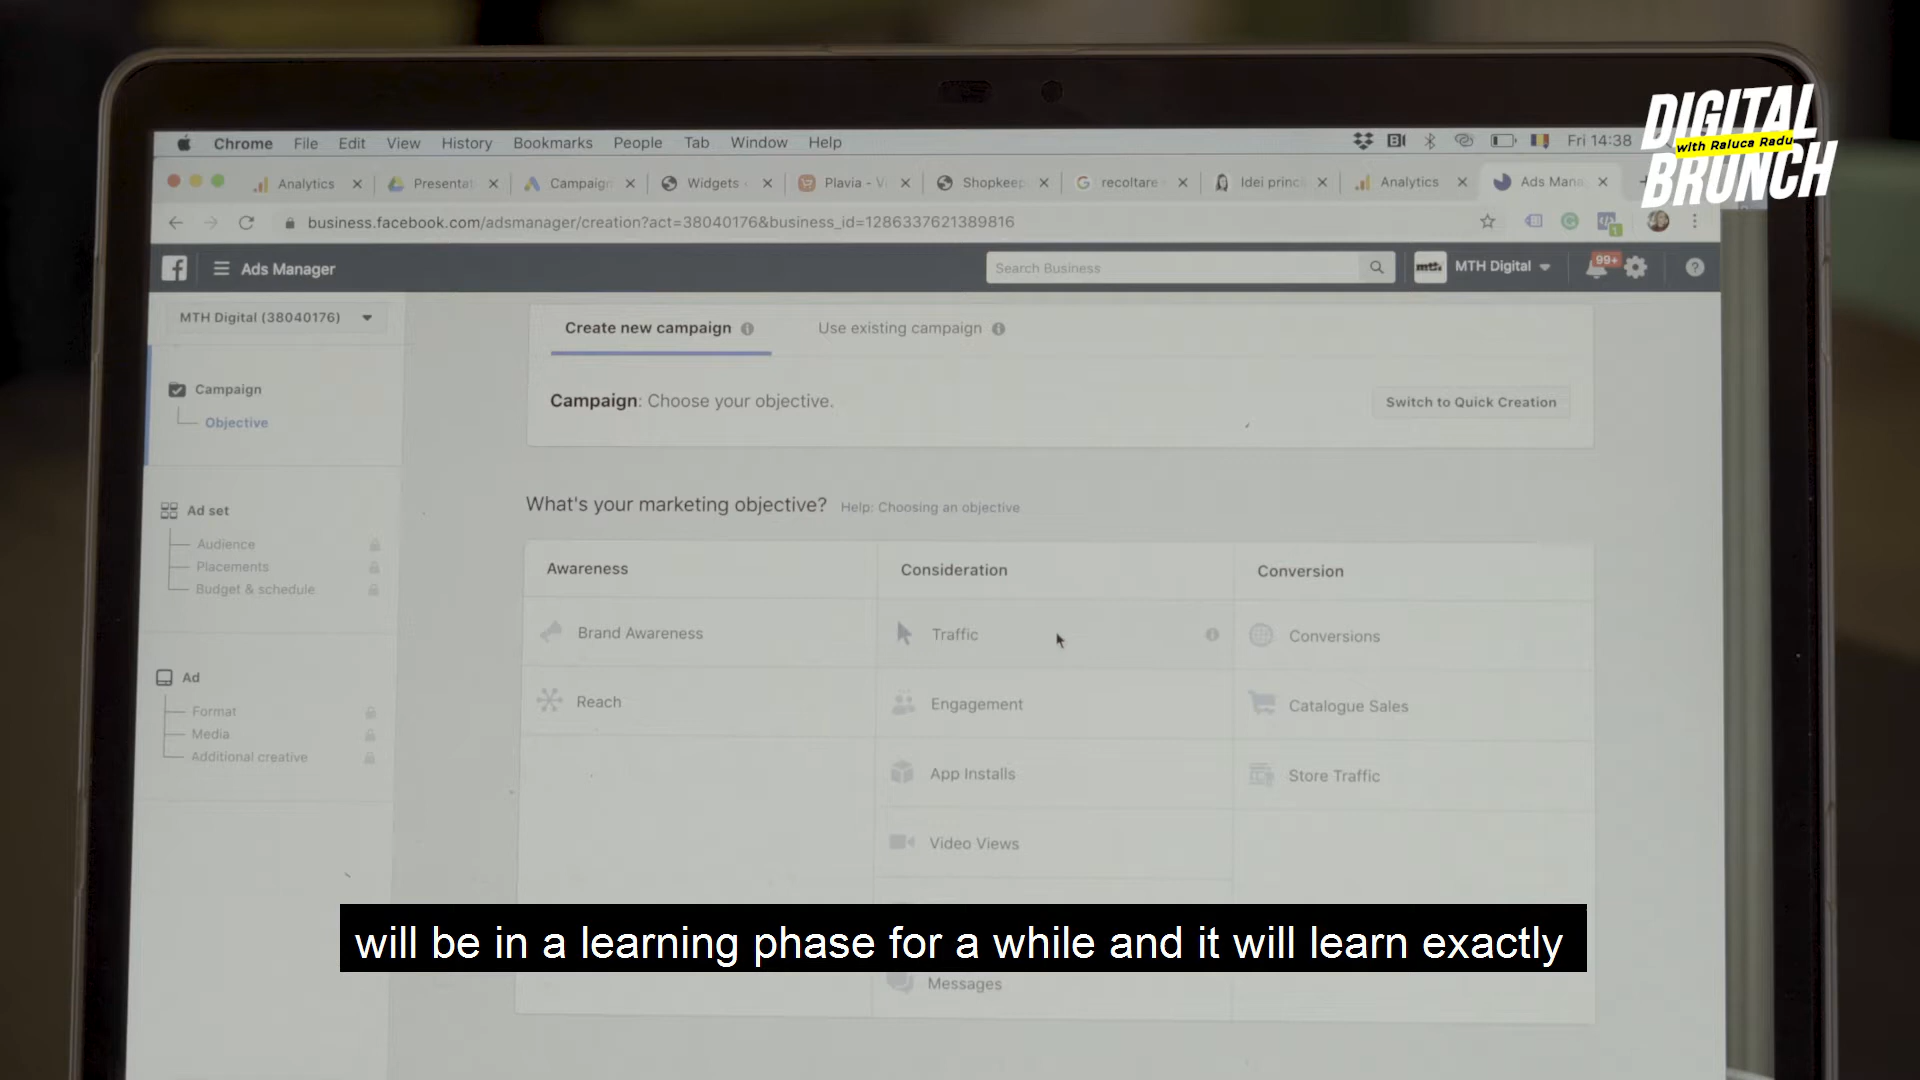 DIGITAL
with Raluca Radu
BRUNCH
Chrome File Edit View History Bookmarks People Tab Window Help Fri 14:38
Analytics Presentat Campaign Widgets Plavia - V Shopkeep recoltare Idei princi Analytics Ads Mana
business.facebook.com/adsmanager/creation?act=38040176&business_id=1286337621389816
Ads Manager Search Business mth MTH Digital 99+
MTH Digital (38040176)
Create new campaign Use existing campaign
Campaign
Campaign: Choose your objective. Switch to Quick Creation
Objective
What's your marketing objective? Help: Choosing an objective
Ad set
Audience
Placements
Budget & schedule
Awareness Consideration Conversion
Brand Awareness Traffic Conversions
Ad
Reach Engagement Catalogue Sales
Format
Media
Additional creative
App Installs Store Traffic
Video Views
will be in a learning phase for a while and it will learn exactly
Messages